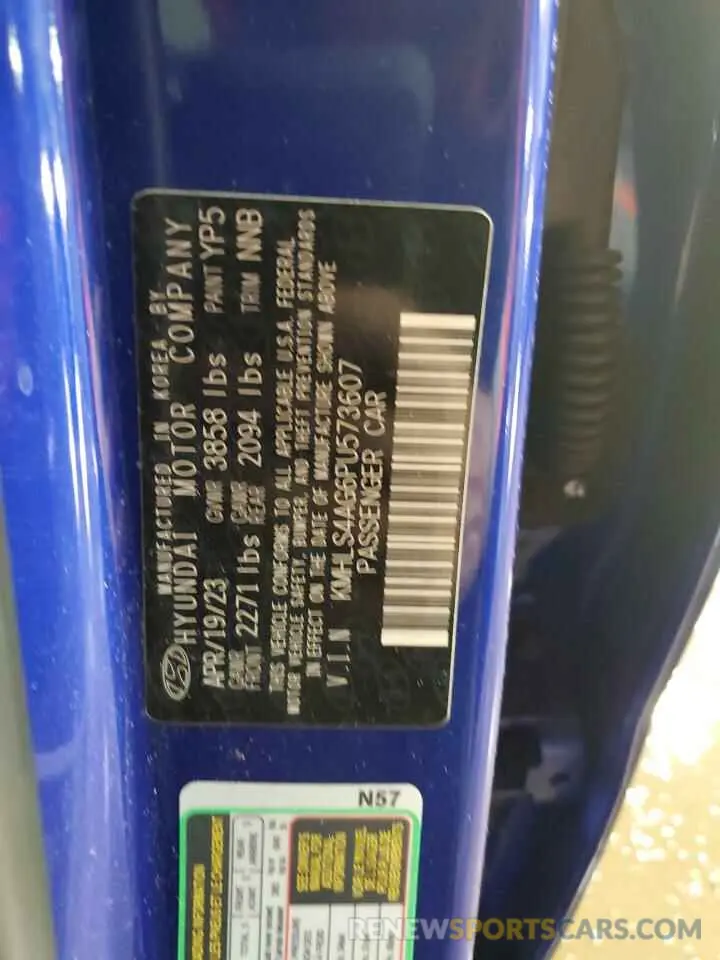 MANUFACTURED IN KOREA BY
HYUNDAI MOTOR COMPANY
APR/19/23 GVWR 3858 lbs PAINT YP5
GAWR FRONT 2271 lbs GAWR REAR 2094 lbs TRIM NNB
THIS VEHICLE CONFORMS TO ALL APPLICABLE U.S.A. FEDERAL
MOTOR VEHICLE SAFETY, BUMPER, AND THEFT PREVENTION STANDARDS
IN EFFECT ON THE DATE OF MANUFACTURE SHOWN ABOVE
V.I.N KMHLS4AG6PU573607
PASSENGER CAR
N57
RENEWSPORTSCARS.COM